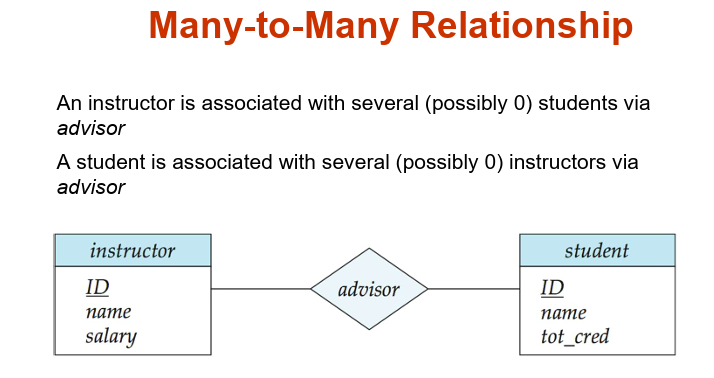 Many-to-Many Relationship
An instructor is associated with several (possibly 0) students via
advisor
A student is associated with several (possibly 0) instructors via
advisor
instructor
ID
name
salary
advisor
student
ID
name
tot_cred